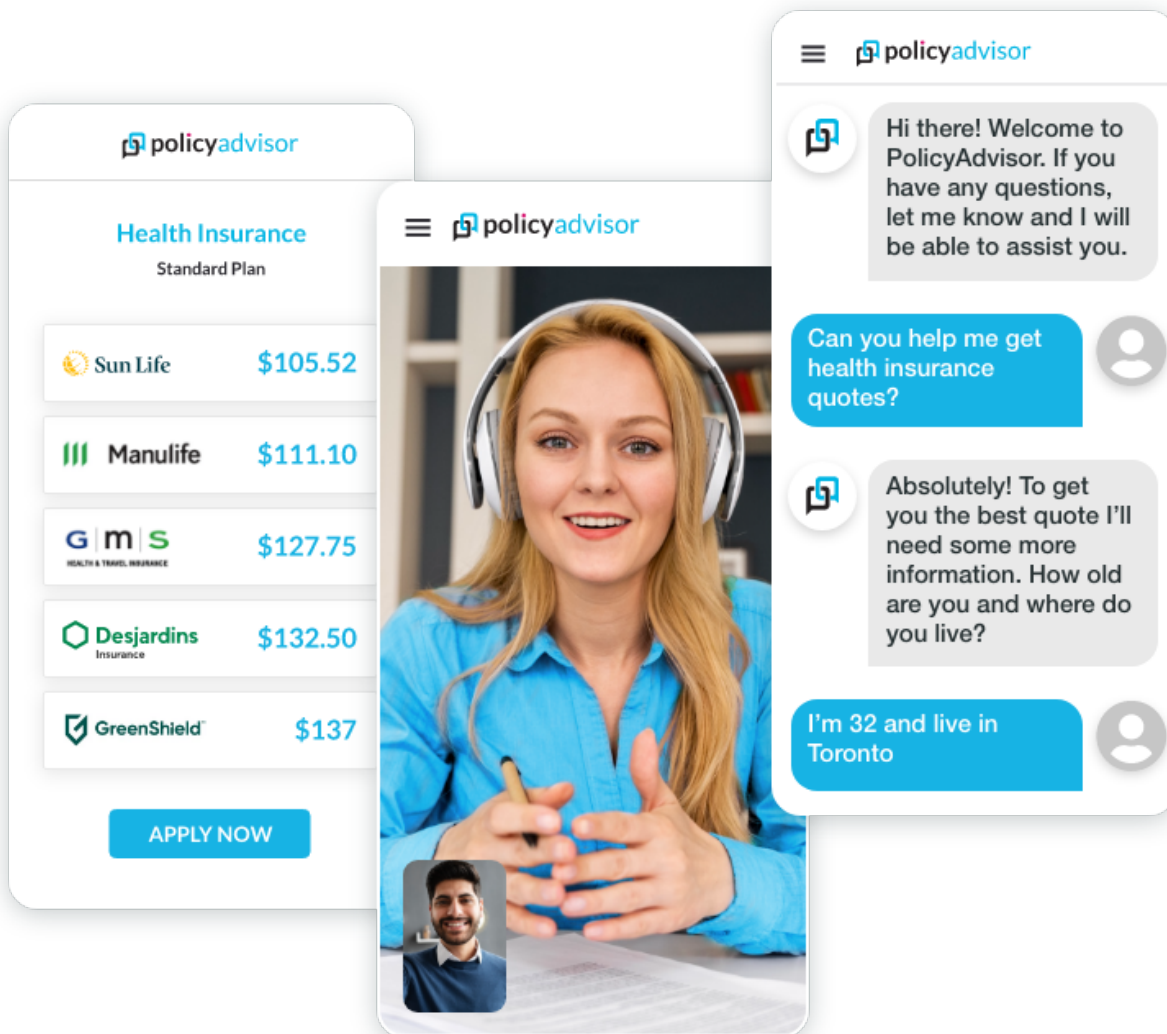 policyadvisor
Health Insurance
Standard Plan
Sun Life $105.52
Manulife $111.10
G|m|S $127.75
HEALTH & TRAVEL INSURANCE
Desjardins $132.50
Insurance
GreenShield™ $137
APPLY NOW
policyadvisor
policyadvisor
Hi there! Welcome to
PolicyAdvisor. If you
have any questions,
let me know and I will
be able to assist you.
Can you help me get
health insurance
quotes?
Absolutely! To get
you the best quote I’ll
need some more
information. How old
are you and where do
you live?
I’m 32 and live in
Toronto